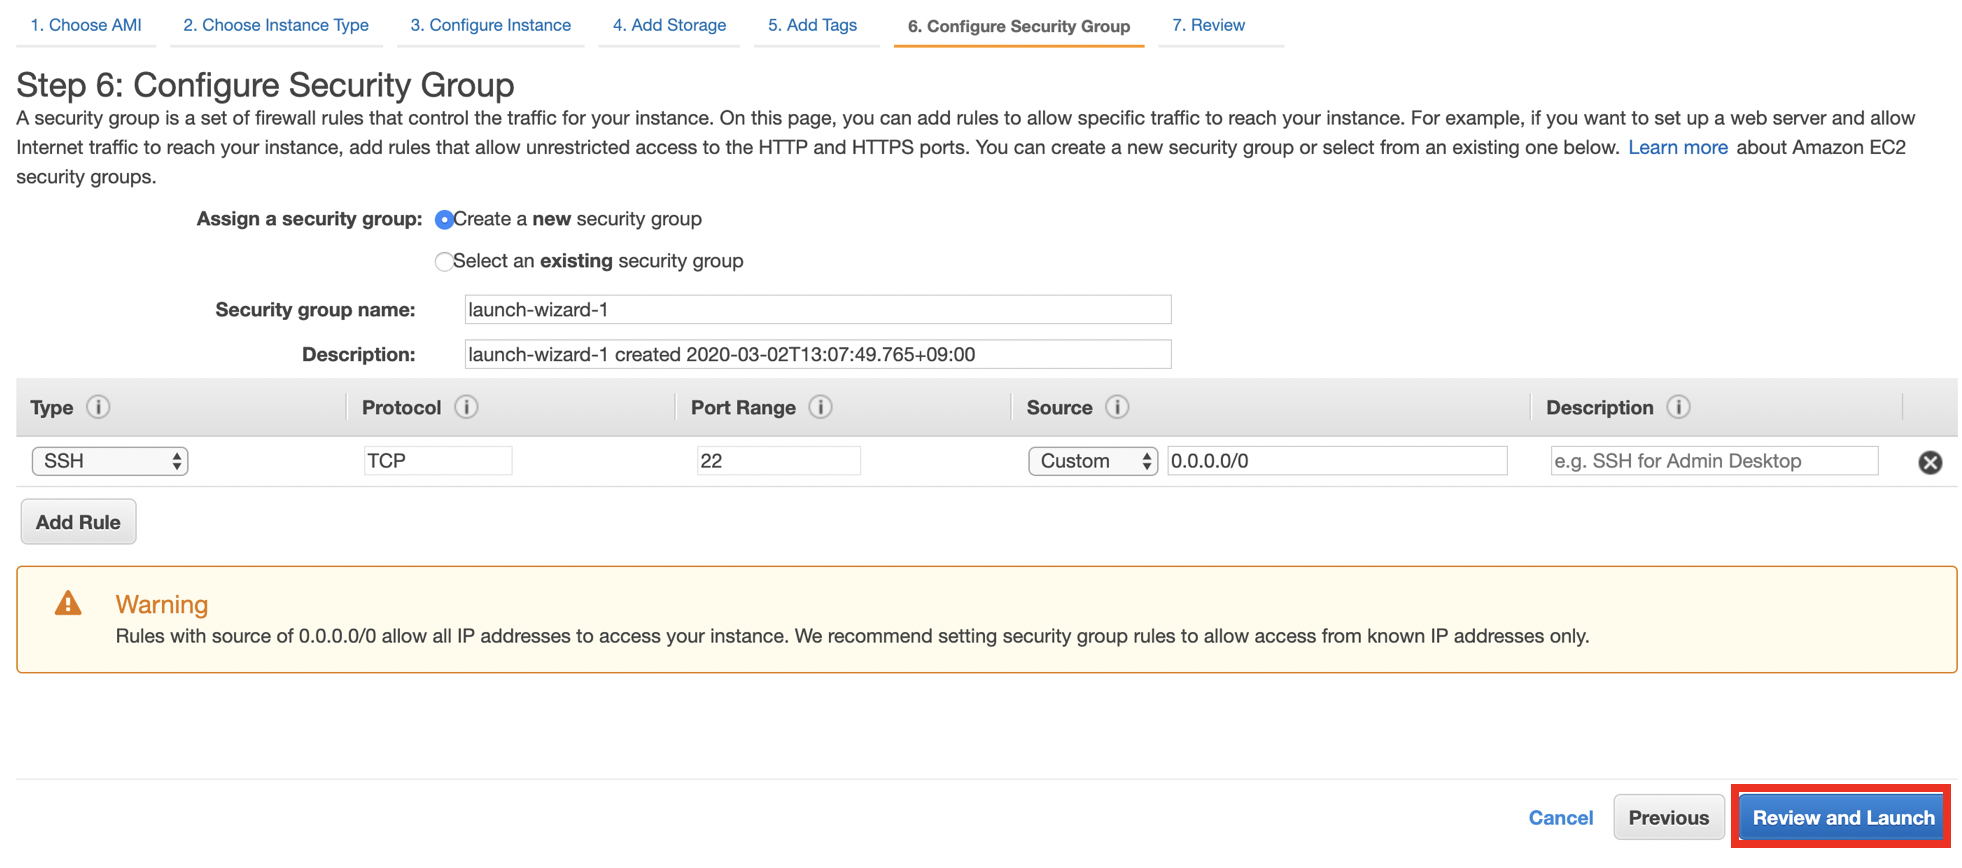 1. Choose AMI 2. Choose Instance Type 3. Configure Instance 4. Add Storage 5. Add Tags 6. Configure Security Group 7. Review
Step 6: Configure Security Group
A security group is a set of firewall rules that control the traffic for your instance. On this page, you can add rules to allow specific traffic to reach your instance. For example, if you want to set up a web server and allow
Internet traffic to reach your instance, add rules that allow unrestricted access to the HTTP and HTTPS ports. You can create a new security group or select from an existing one below. Learn more about Amazon EC2
security groups.
Assign a security group: Create a new security group
Select an existing security group
Security group name: launch-wizard-1
Description: launch-wizard-1 created 2020-03-02T13:07:49.765+09:00
Type Protocol Port Range Source Description
SSH TCP 22 Custom 0.0.0.0/0 e.g. SSH for Admin Desktop
Add Rule
Warning
Rules with source of 0.0.0.0/0 allow all IP addresses to access your instance. We recommend setting security group rules to allow access from known IP addresses only.
Cancel Previous Review and Launch